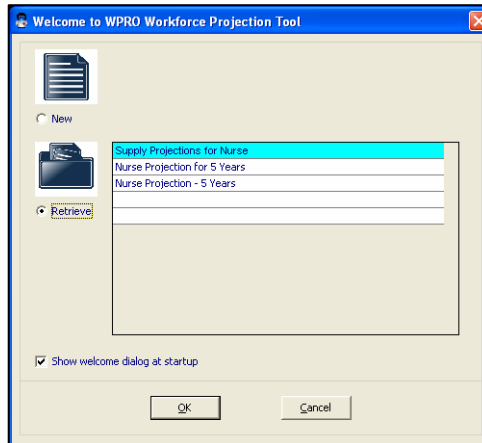 Welcome to WPRO Workforce Projection Tool
New
Supply Projections for Nurse
Nurse Projection for 5 Years
Nurse Projection - 5 Years
Retrieve
Show welcome dialog at startup
OK
Cancel